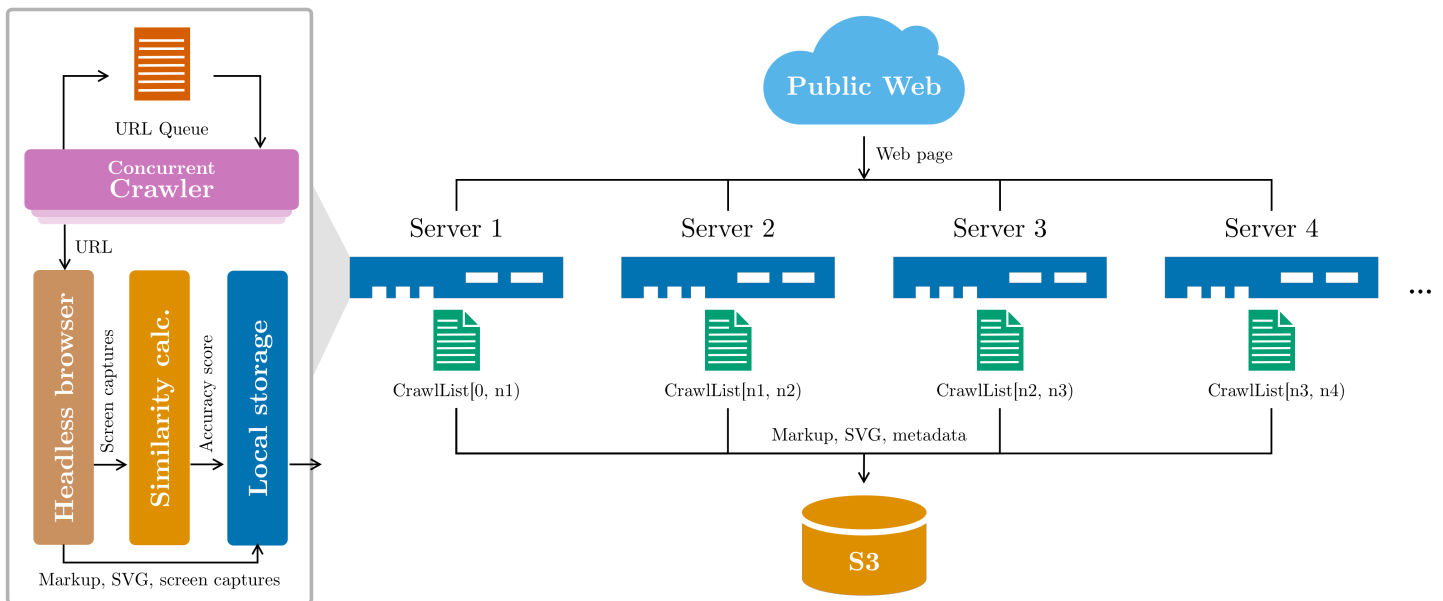 URL Queue
Concurrent
Crawler
URL
Headless browser
Screen captures
Similarity calc.
Accuracy score
Local storage
Markup, SVG, screen captures
Public Web
Web page
Server 1
Server 2
Server 3
Server 4
...
CrawlList[0, n1)
CrawlList[n1, n2)
CrawlList[n2, n3)
CrawlList[n3, n4)
Markup, SVG, metadata
S3